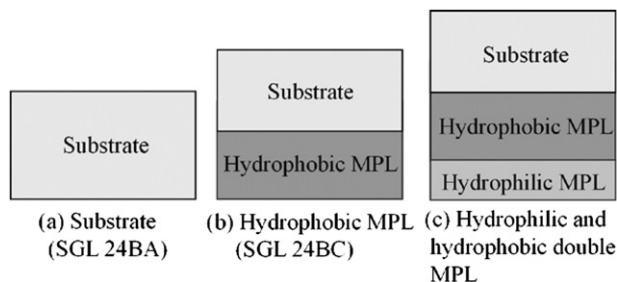 Substrate
(a) Substrate
(SGL 24BA)
Substrate
Hydrophobic MPL
(b) Hydrophobic MPL
(SGL 24BC)
Substrate
Hydrophobic MPL
Hydrophilic MPL
(c) Hydrophilic and
hydrophobic double
MPL